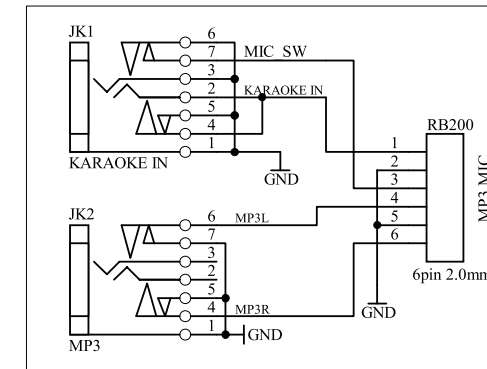 JK1
6
7
MIC_SW
3
2
KARAOKE IN
5
4
1
KARAOKE IN
GND
RB200
1
2
3
4
5
6
MP3 MIC
6pin 2.0mm
GND
JK2
6
MP3L
7
3
2
5
4
MP3R
1
GND
MP3